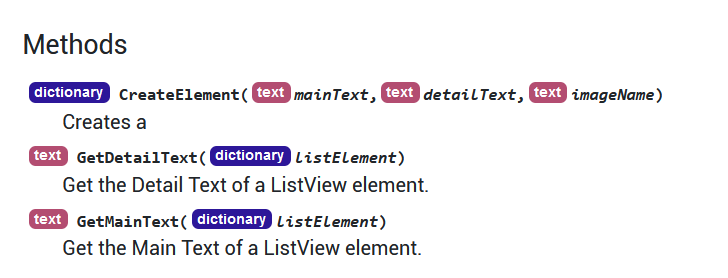 Methods
dictionary CreateElement(text mainText,text detailText,text imageName)
Creates a
text GetDetailText(dictionary listElement)
Get the Detail Text of a ListView element.
text GetMainText(dictionary listElement)
Get the Main Text of a ListView element.